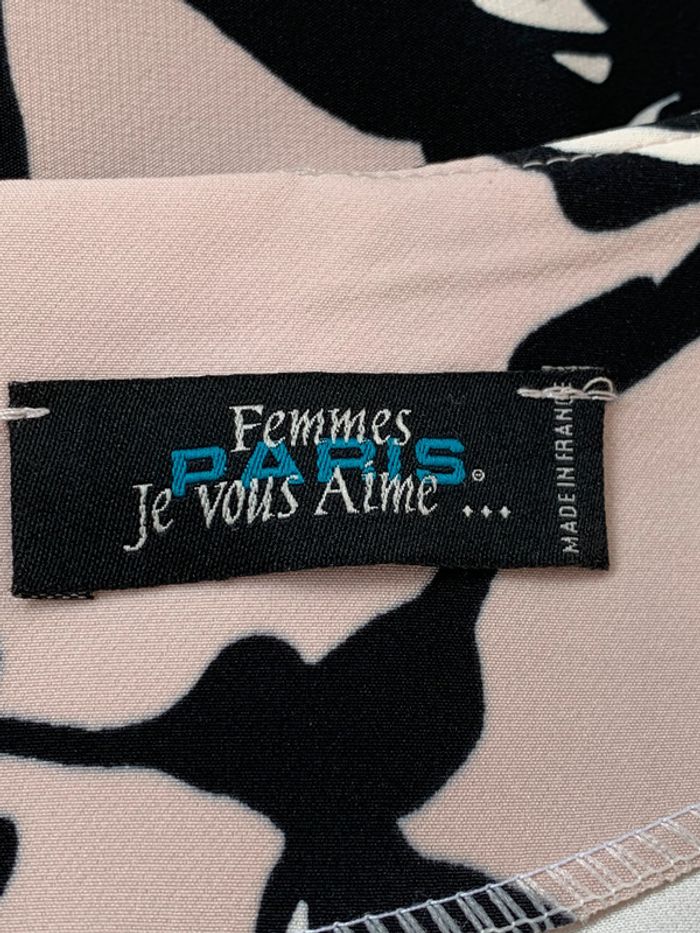 Femmes
PARIS®
Je vous Aime ...
MADE IN FRANCE